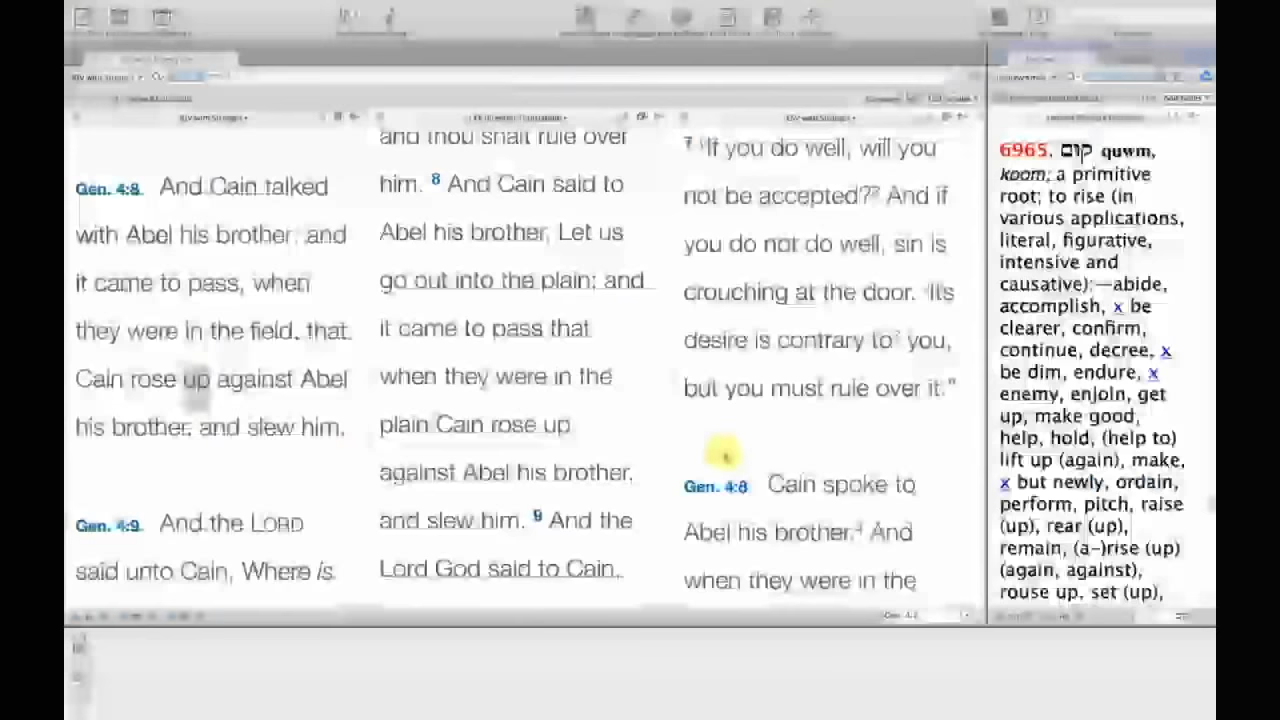 KJV with Strongs
Gen. 4:8 And Cain talked
with Abel his brother: and
it came to pass, when
they were in the field, that
Cain rose up against Abel
his brother, and slew him.
Gen. 4:9 And the LORD
said unto Cain, Where is
and thou shalt rule over
him. 8 And Cain said to
Abel his brother, Let us
go out into the plain; and
it came to pass that
when they were in the
plain Cain rose up
against Abel his brother,
and slew him. 9 And the
Lord God said to Cain,
7 If you do well, will you
not be accepted? And if
you do not do well, sin is
crouching at the door. Its
desire is contrary to you,
but you must rule over it.”
Gen. 4:8 Cain spoke to
Abel his brother. And
when they were in the
6965. קוּם quwm,
koom; a primitive
root; to rise (in
various applications,
literal, figurative,
intensive and
causative):—abide,
accomplish, x be
clearer, confirm,
continue, decree, x
be dim, endure, x
enemy, enjoin, get
up, make good,
help, hold, (help to)
lift up (again), make,
x but newly, ordain,
perform, pitch, raise
(up), rear (up),
remain, (a-)rise (up)
(again, against),
rouse up, set (up),